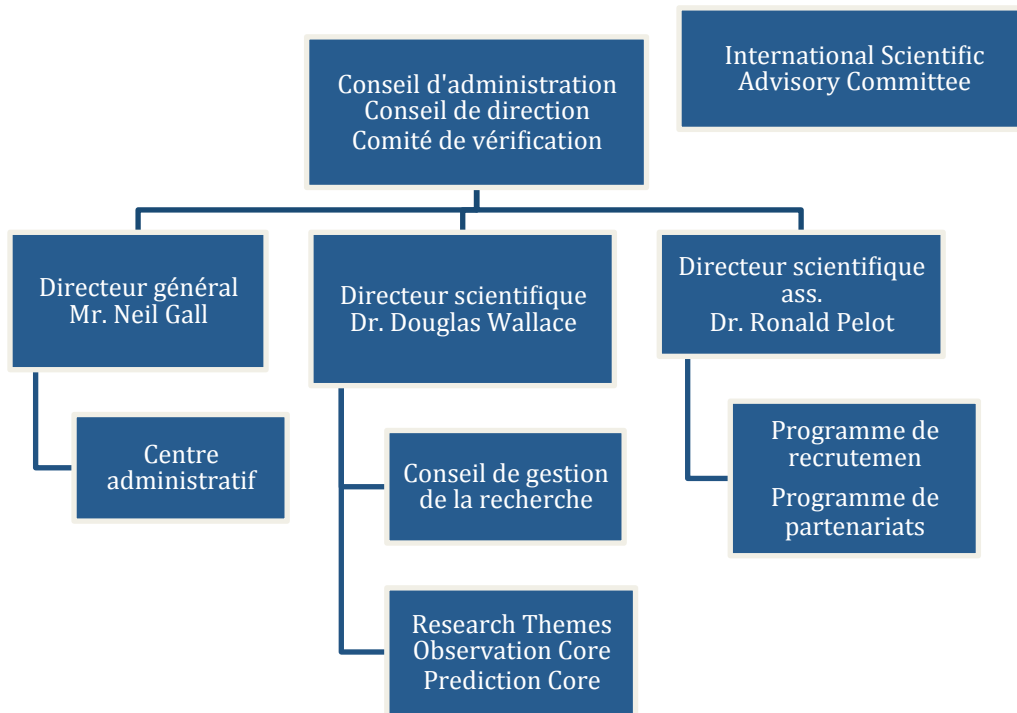 International Scientific
Advisory Committee
Conseil d'administration
Conseil de direction
Comité de vérification
Directeur général
Mr. Neil Gall
Directeur scientifique
Dr. Douglas Wallace
Directeur scientifique
ass.
Dr. Ronald Pelot
Centre
administratif
Conseil de gestion
de la recherche
Programme de
recrutemen
Programme de
partenariats
Research Themes
Observation Core
Prediction Core